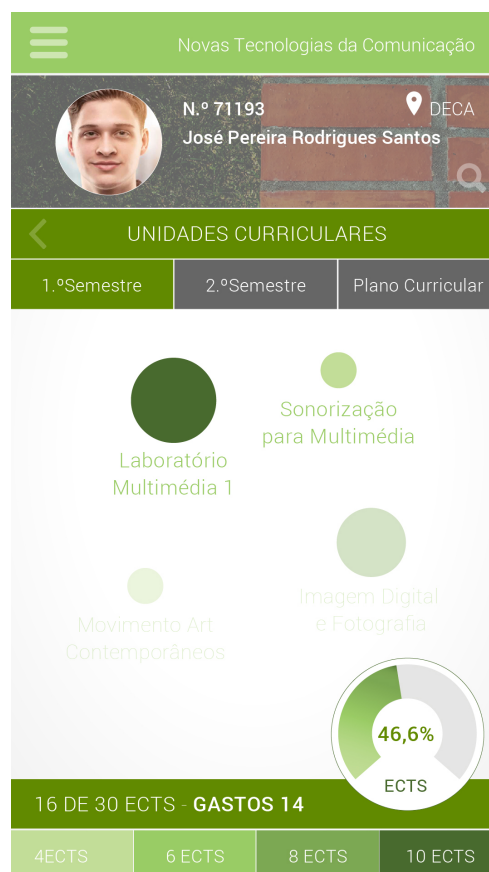 Novas Tecnologias da Comunicação
N.º 71193
DECA
José Pereira Rodrigues Santos
UNIDADES CURRICULARES
1.ºSemestre
2.ºSemestre
Plano Curricular
Sonorização
para Multimédia
Laboratório
Multimédia 1
Imagem Digital
e Fotografia
Movimento Art
Contemporâneos
46,6%
ECTS
16 DE 30 ECTS - GASTOS 14
4ECTS
6 ECTS
8 ECTS
10 ECTS